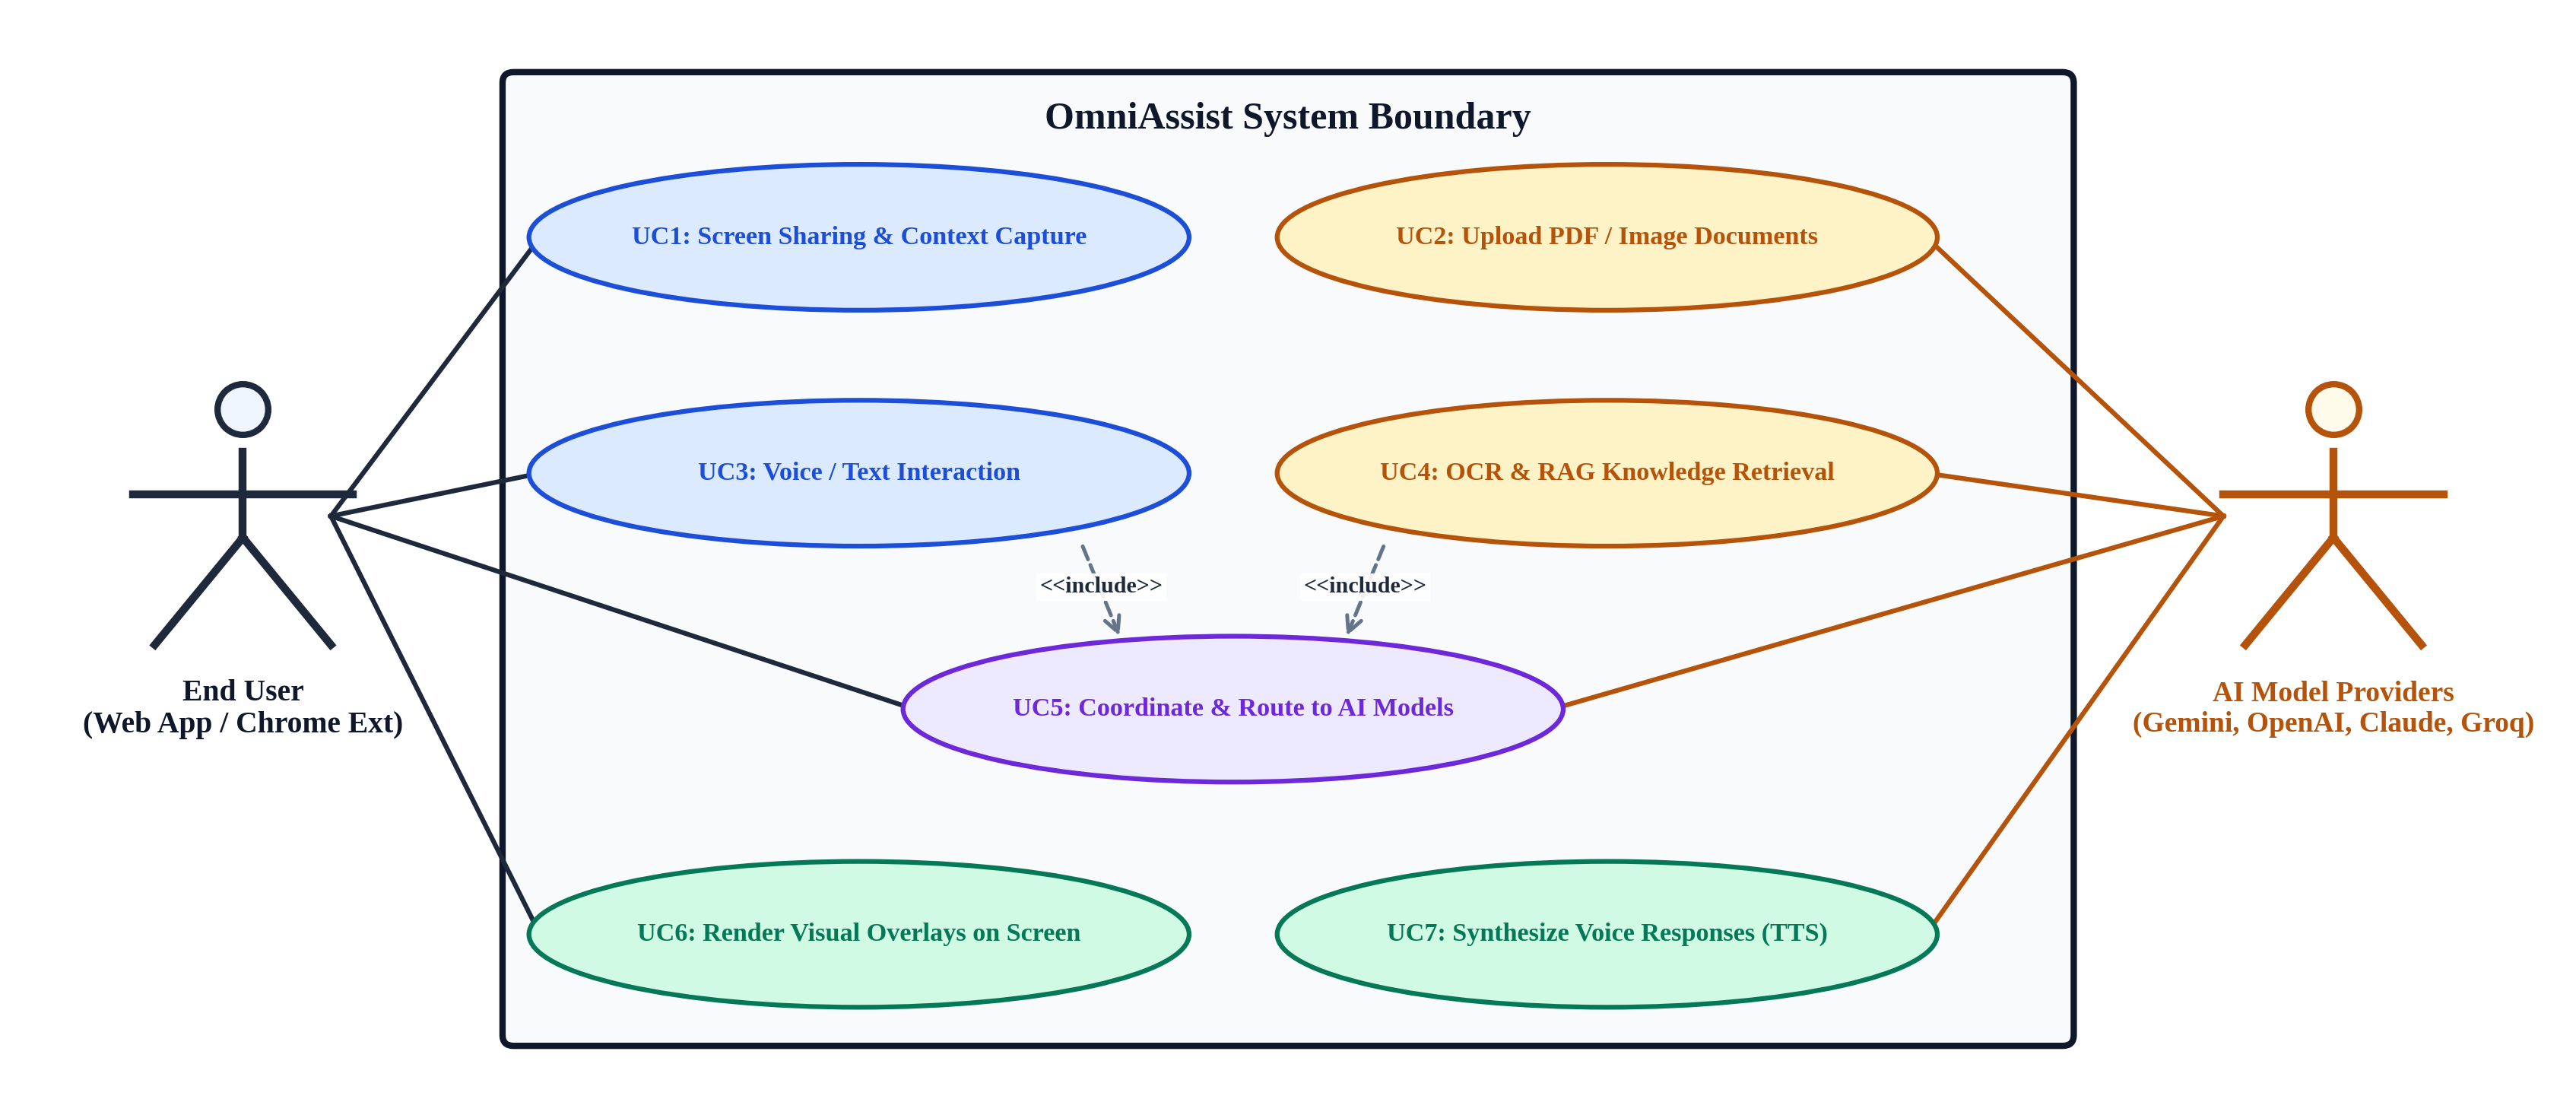 OmniAssist System Boundary
UC1: Screen Sharing & Context Capture
UC2: Upload PDF / Image Documents
UC3: Voice / Text Interaction
UC4: OCR & RAG Knowledge Retrieval
<<include>>
<<include>>
End User
(Web App / Chrome Ext)
UC5: Coordinate & Route to AI Models
AI Model Providers
(Gemini, OpenAI, Claude, Groq)
UC6: Render Visual Overlays on Screen
UC7: Synthesize Voice Responses (TTS)